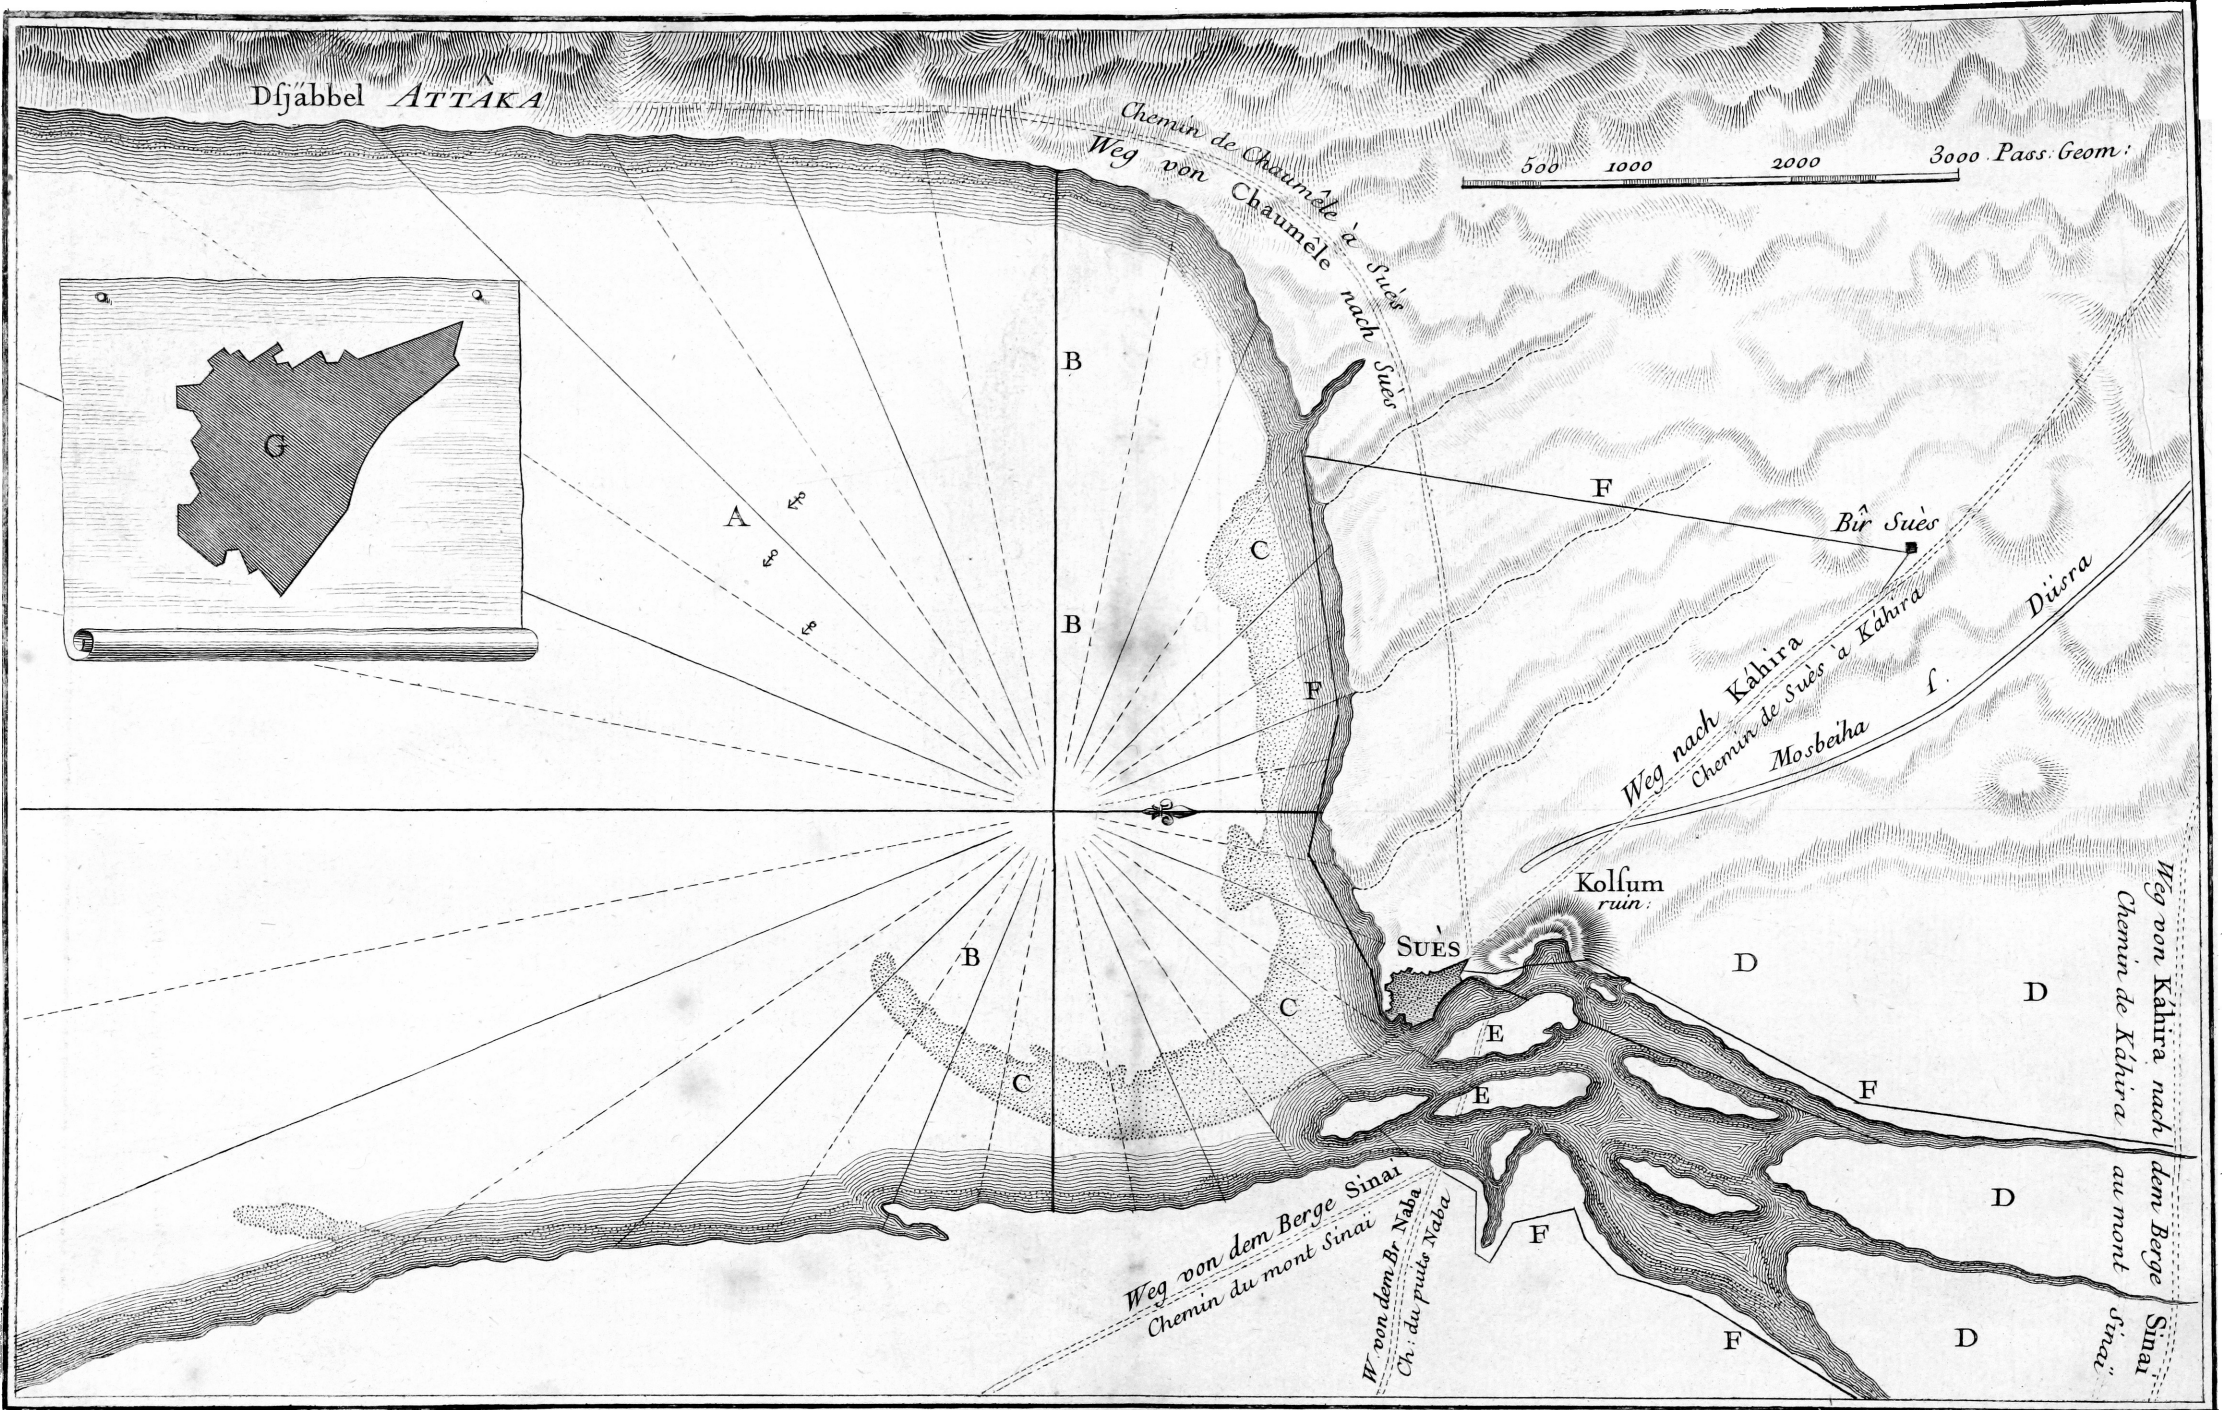 Dſjäbbel ATTÂKA
Chemin de Chaumêle à Suès
Weg von Chaumêle nach Suès
500 1000 2000 3000 Pass: Geom:
B
G
A
C
F
Bîr Suès
B
F
Weg nach Káhira
Chemin de Suès à Káhira
Mosbeiha ſ. Düsra
Kolſum
ruin:
SUÈS
B
C
C
D
D
E
E
F
D
F
D
F
Weg von dem Berge Sinai
Chemin du mont Sinai
W. von dem Br Naba
Ch: du puits Naba
Weg von Káhira nach dem Berge Sinai
Chemin de Káhira au mont Sinai